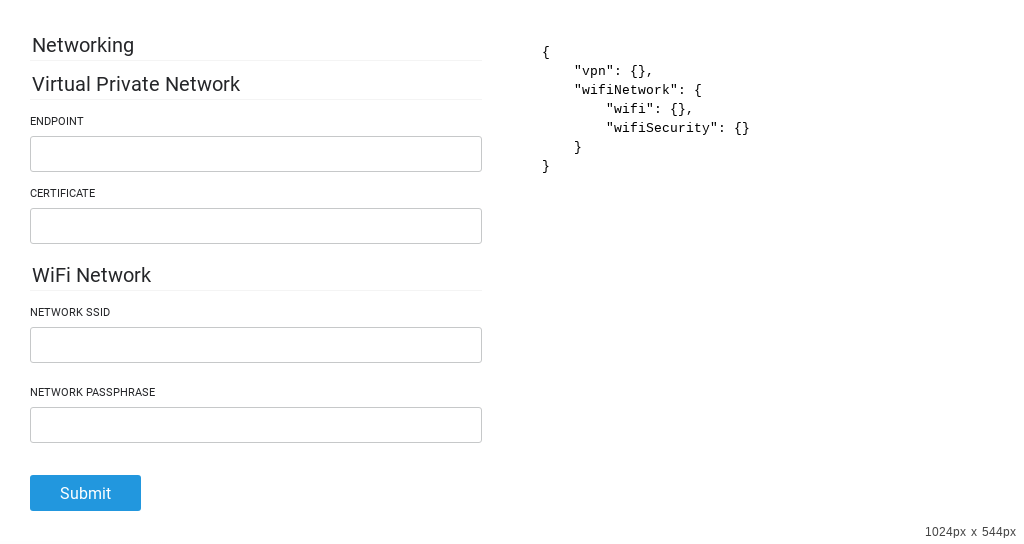 Networking
Virtual Private Network
ENDPOINT
CERTIFICATE
WiFi Network
NETWORK SSID
NETWORK PASSPHRASE
Submit
{
    "vpn": {},
    "wifiNetwork": {
        "wifi": {},
        "wifiSecurity": {}
    }
}
1024px x 544px